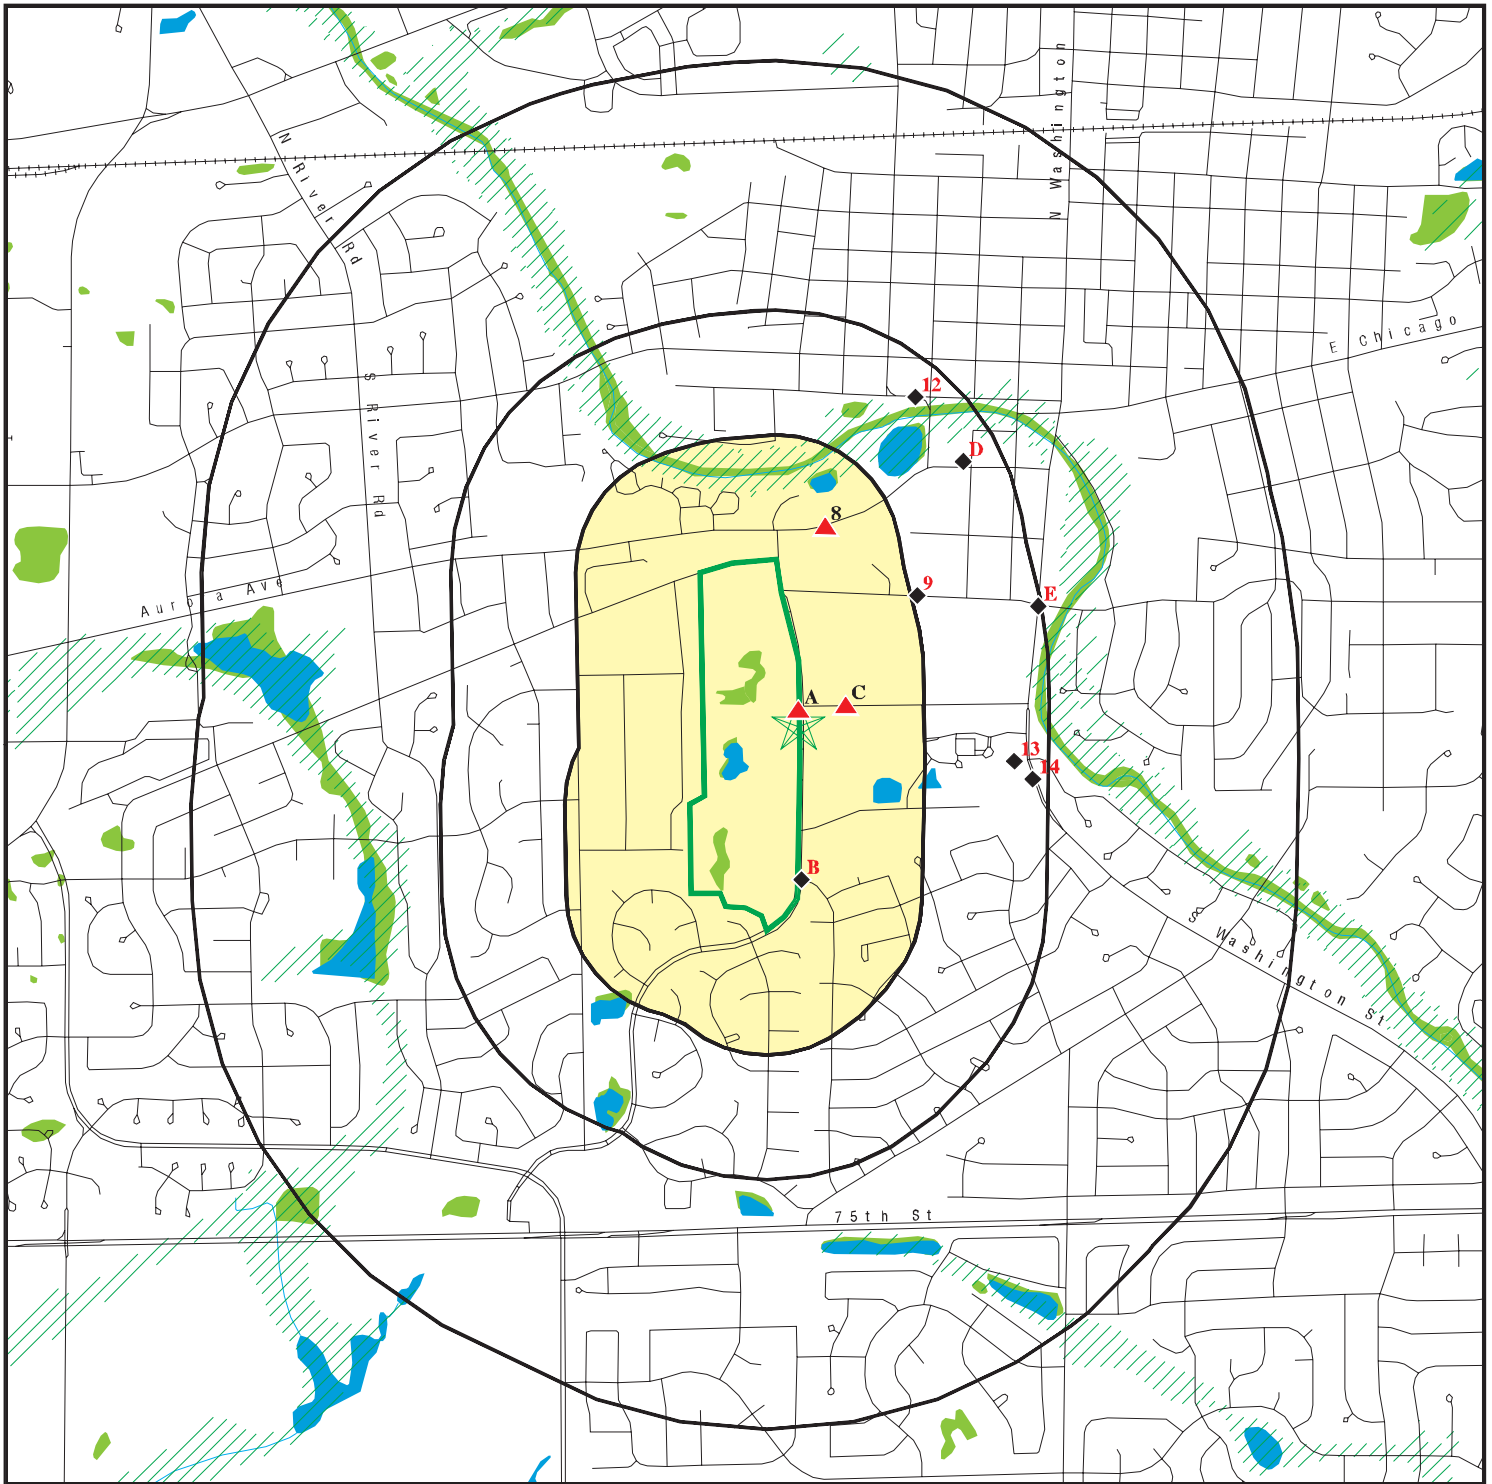 N Washington
N River Rd
E Chicago
S River Rd
12
D
8
9
E
Aurora Ave
A
C
13
14
B
S Washington St
75th St